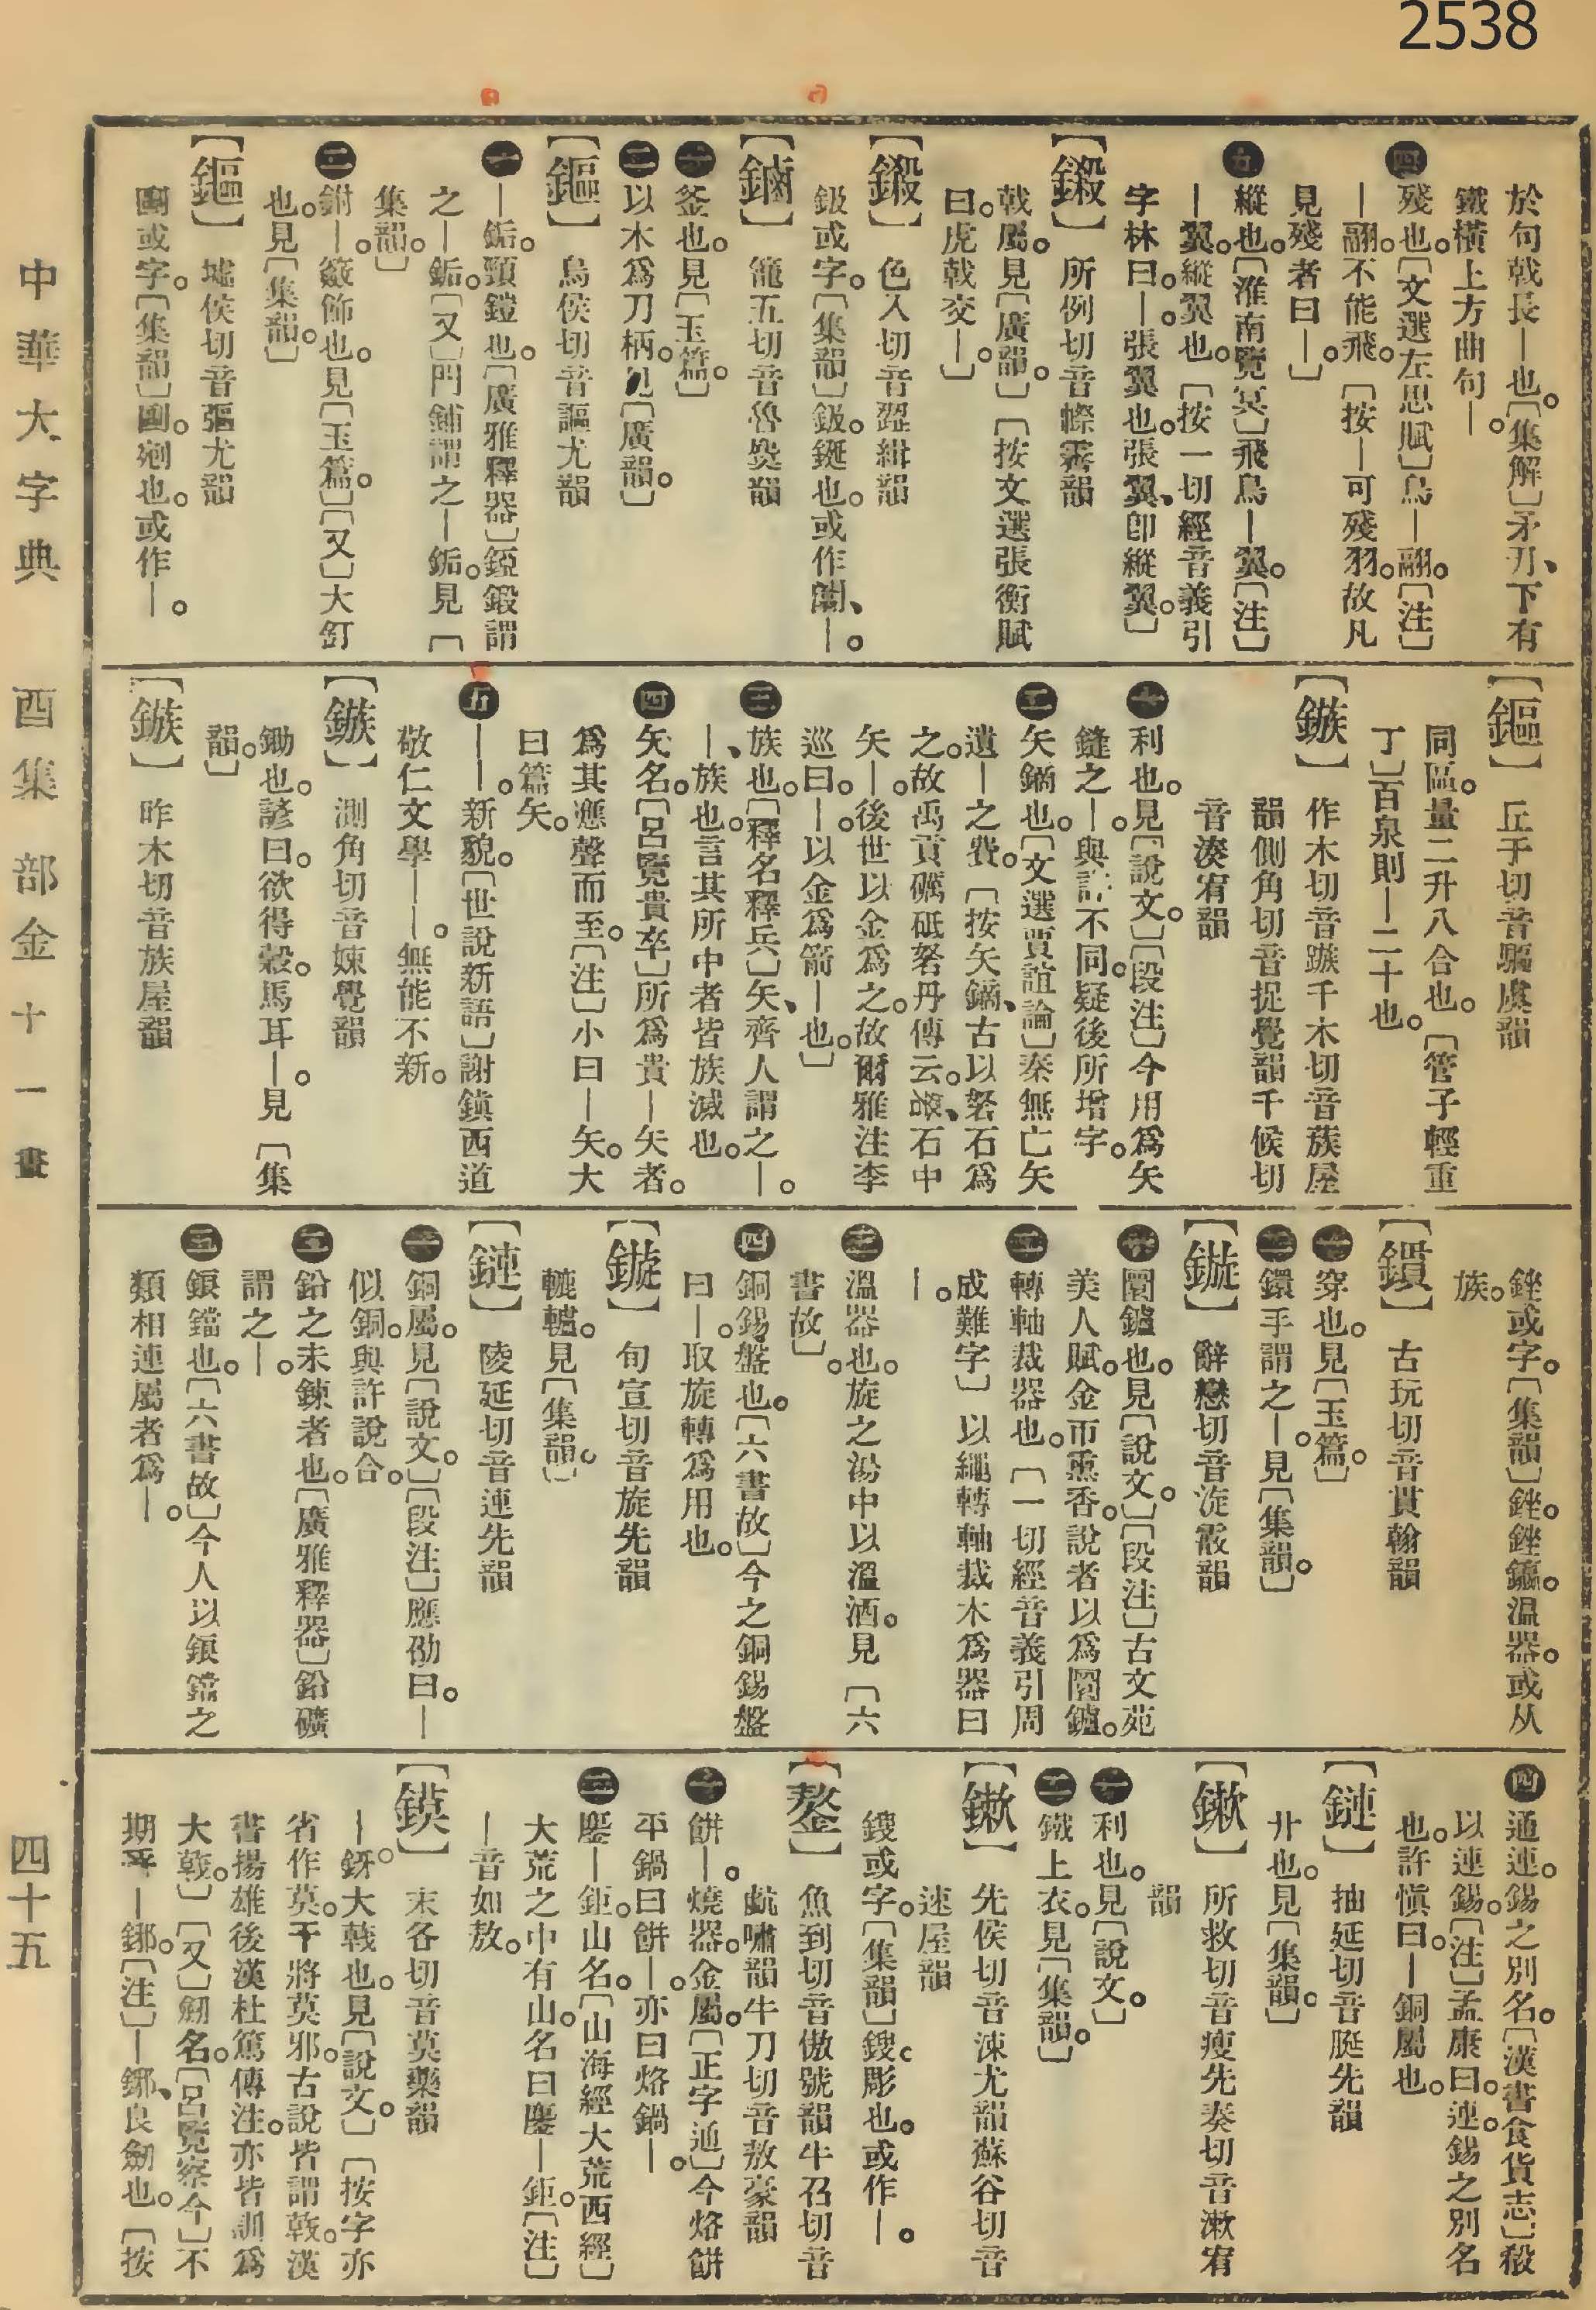 2538
於句戟長｜也。〔集解〕矛刃、下有
鐵橫上方曲句｜。
四殘也。〔文選左思賦〕鳥｜翮。〔注〕
｜翮。不能飛。〔按｜可殘羽。故凡
見殘者曰｜。〕
五縱也。〔淮南覽冥〕飛鳥｜翼。〔注〕
｜翼。縱翼也。〔按一切經音義引
字林曰。｜。張翼也。張翼、卽縱翼。〕
〔鎩〕所例切音憏霽韻
戟屬。見〔廣韻。〕〔按文選張衡賦
曰。虎戟交｜。〕
〔鎩〕色入切音澀緝韻
鈒或字。〔集韻〕鈒。鋋也。或作闟、｜。
〔鏀〕籠五切音魯麌韻
一釜也。見〔玉篇。〕
二以木爲刀柄。見〔廣韻。〕
〔鏂〕烏侯切音謳尤韻
一｜銗。頸鎧也。〔廣雅釋器〕錏鍜謂
之｜銗。〔又〕門鋪謂之｜銗。見〔
集韻。〕
二鉜｜。籢飾也。見〔玉篇。〕〔又〕大釘
也。見〔集韻。〕
〔鏂〕墟侯切音彄尤韻
剾或字。〔集韻〕剾。剜也。或作｜。
〔鏂〕丘于切音驅虞韻
同區。量二升八合也。〔管子輕重
丁〕百泉則｜二十也。
〔鏃〕作木切音蹴千木切音蔟屋
韻側角切音捉覺韻千候切
音湊宥韻
一利也。見〔說文。〕〔段注〕今用爲矢
縫之｜。與許不同。疑後所增字。
二矢鏑也。〔文選賈誼論〕秦無亡矢
遺｜之費。〔按矢鏑、古以砮石爲
之。故禹貢礪砥砮丹傳云。砮、石中
矢｜。後世以金爲之。故爾雅注李
巡曰。｜。以金爲箭｜也。〕
三族也。〔釋名釋兵〕矢、齊人謂之｜。
｜、族也。言其所中者皆族滅也。
四矢名。〔呂覽貴卒〕所爲貴｜矢者。
爲其應聲而至。〔注〕小曰｜矢。大
曰篇矢。
五｜｜。新貌。〔世說新語〕謝鎮西道
敬仁文學｜｜。無能不新。
〔鏃〕測角切音娕覺韻
鋤也。諺曰。欲得穀。馬耳｜。見〔集
韻。〕
〔鏃〕昨木切音族屋韻
銼或字。〔集韻〕銼。銼鑹。溫器。或从
族。
〔鏆〕古玩切音貫翰韻
一穿也。見〔玉篇。〕
二鐶手謂之｜。見〔集韻。〕
〔鏇〕辭戀切音淀霰韻
一圜鑪也。見〔說文。〕〔段注〕古文苑
美人賦。金帀熏香。說者以爲圜鑪。
二轉軸裁器也。〔一切經音義引周
成難字〕以繩轉軸裁木爲器曰
｜。
三溫器也。旋之湯中以溫酒。見〔六
書故〕。
四銅錫盤也。〔六書故〕今之銅錫盤
曰｜。取旋轉爲用也。
〔鏇〕旬宣切音旋先韻
轆轤。見〔集韻。〕
〔鏈〕陵延切音連先韻
一銅屬。見〔說文。〕〔段注〕應劭曰。｜
似銅。與許說合。
二鉛之未鍊者也。〔廣雅釋器〕鉛礦
謂之｜。
三鋃鐺也。〔六書故〕今人以鋃鐺之
類相連屬者爲｜。
四通連。錫之別名。〔漢書食貨志〕殽
以連錫。〔注〕孟康曰。連。錫之別名
也。許愼曰。｜銅屬也。
〔鏈〕抽延切音脡先韻
廾也。見〔集韻。〕
〔鏉〕所救切音瘦先奏切音漱宥
韻
一利也。見〔說文。〕
二鐵上衣。見〔集韻。〕
〔鏉〕先侯切音涑尤韻蘇谷切音
速屋韻
鎪或字。〔集韻〕鎪。彫也。或作｜。
〔鏊〕魚到切音傲號韻牛召切音
虤嘯韻牛刀切音敖豪韻
一餠｜。燒器。金屬。〔正字通〕今烙餠
平鍋曰餠｜。亦曰烙鍋｜。
二鏖｜鉅。山名。〔山海經大荒西經〕
大荒之中有山。名曰鏖｜鉅。〔注〕
｜音如敖。
〔鏌〕末各切音莫藥韻
｜釾。大戟也。見〔說文。〕〔按字亦
省作莫。干將莫邪。古說皆謂戟。漢
書揚雄後漢杜篤傳注。亦皆訓爲
大戟。〕〔又〕劒名。〔呂覽察今〕不
期乎｜鋣。〔注〕｜鋣、良劒也。〔按
中華大字典
酉集
部金十一畫
四十五